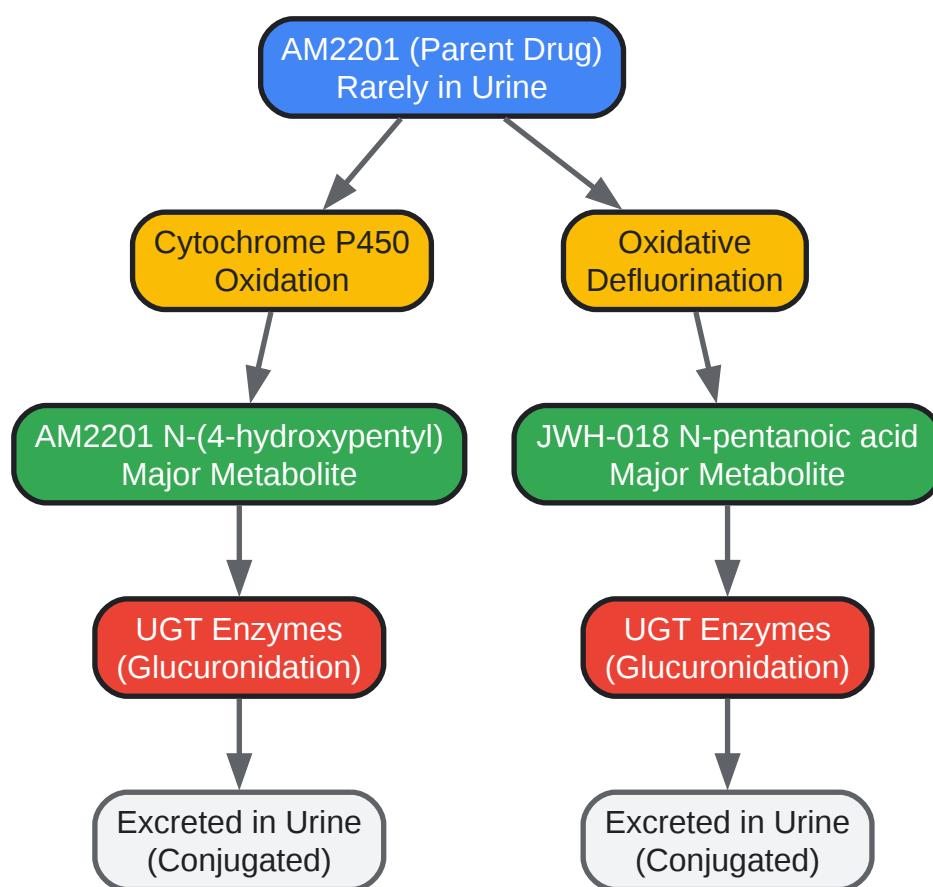 AM2201 (Parent Drug)
Rarely in Urine
Cytochrome P450
Oxidation
Oxidative
Defluorination
AM2201 N-(4-hydroxypentyl)
Major Metabolite
JWH-018 N-pentanoic acid
Major Metabolite
UGT Enzymes
(Glucuronidation)
UGT Enzymes
(Glucuronidation)
Excreted in Urine
(Conjugated)
Excreted in Urine
(Conjugated)